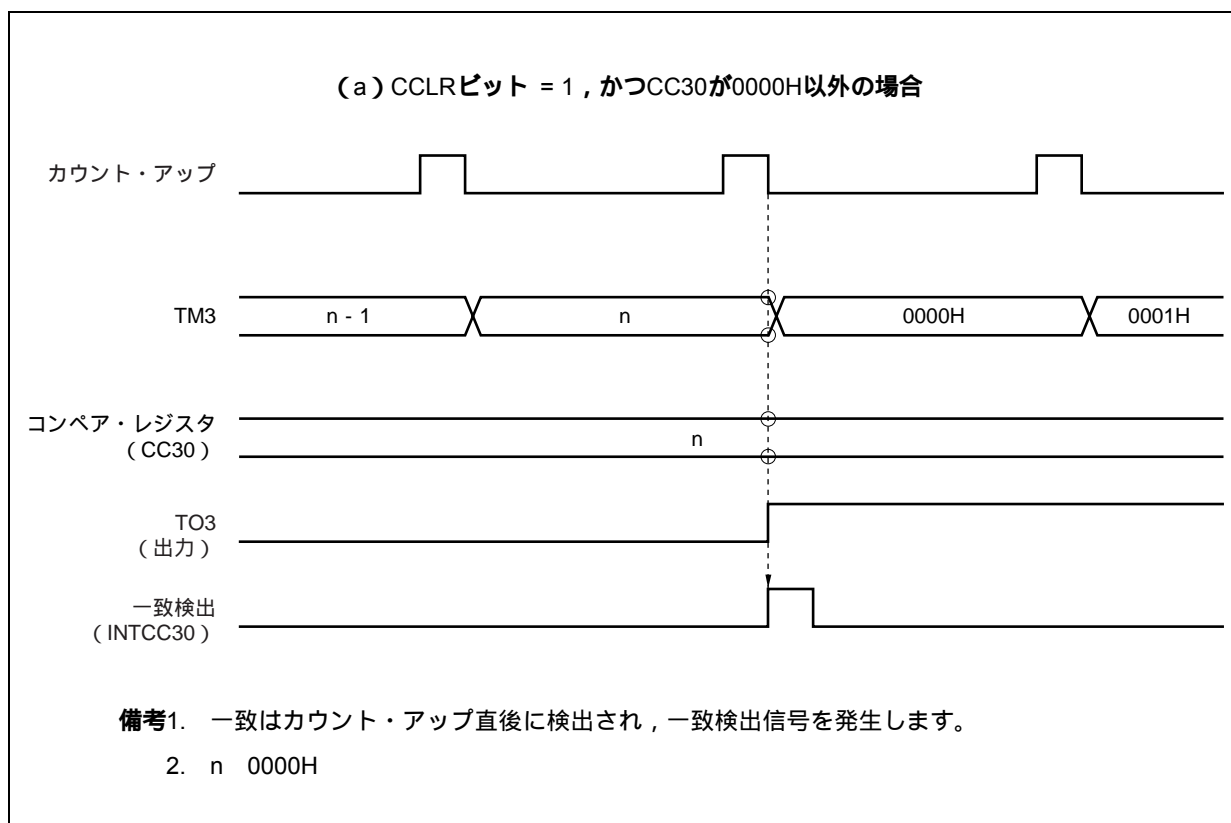 （a）CCLRビット = 1，かつCC30が0000H以外の場合
カウント・アップ
TM3
n - 1
n
0000H
0001H
コンペア・レジスタ
（CC30）
n
TO3
（出力）
一致検出
（INTCC30）
備考1. 一致はカウント・アップ直後に検出され，一致検出信号を発生します。
2. n 0000H